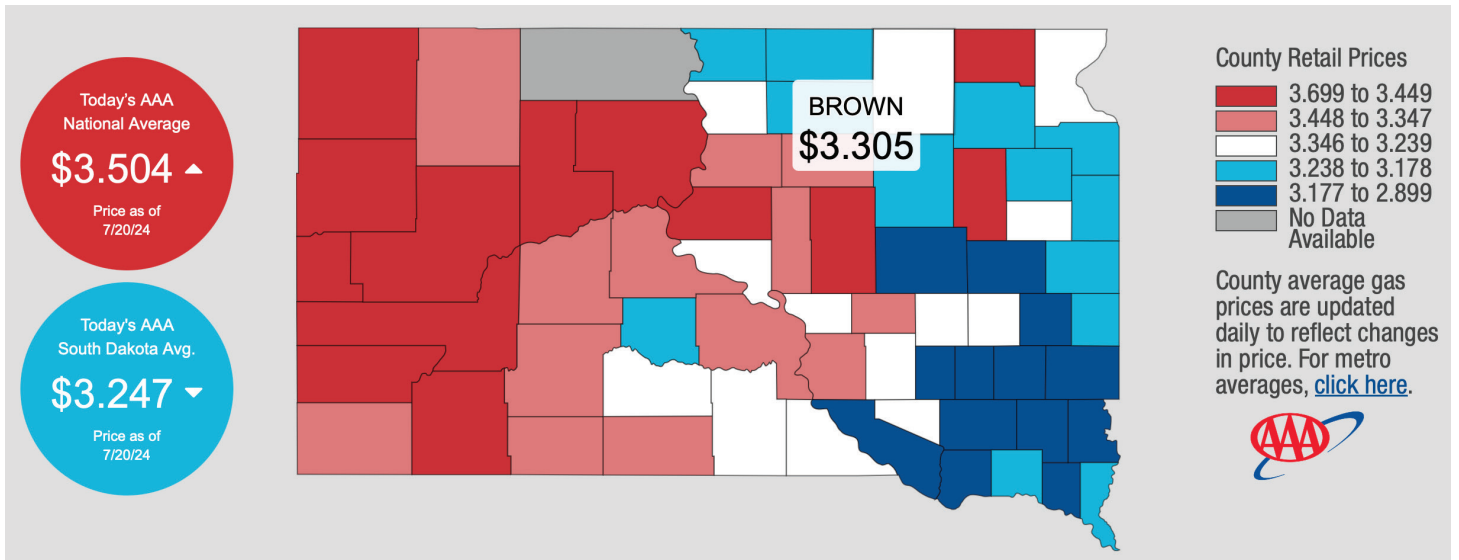 Today's AAA
National Average
$3.504
Price as of
7/20/24
Today's AAA
South Dakota Avg.
$3.247
Price as of
7/20/24
BROWN
$3.305
County Retail Prices
3.699 to 3.449
3.448 to 3.347
3.346 to 3.239
3.238 to 3.178
3.177 to 2.899
No Data
Available
County average gas
prices are updated
daily to reflect changes
in price. For metro
averages, click here.
AAA